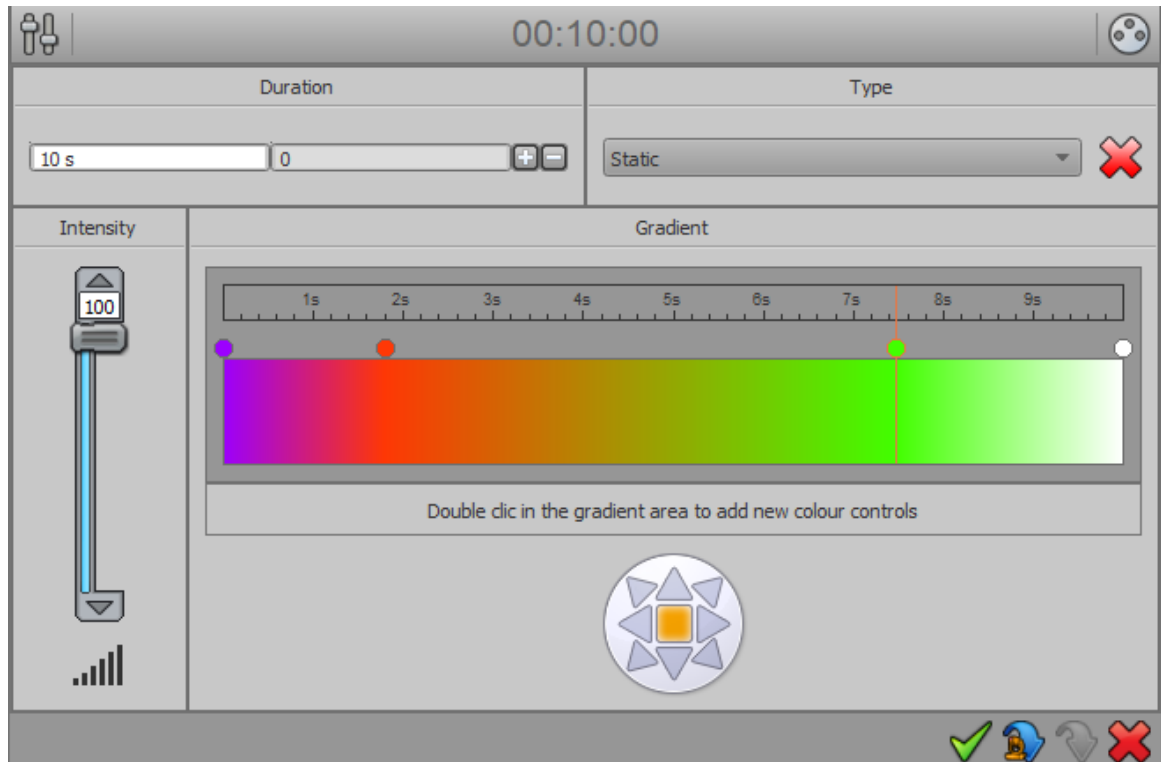 00:10:00
Duration
Type
10 s
0
Static
Intensity
Gradient
100
1s 2s 3s 4s 5s 6s 7s 8s 9s
Double clic in the gradient area to add new colour controls